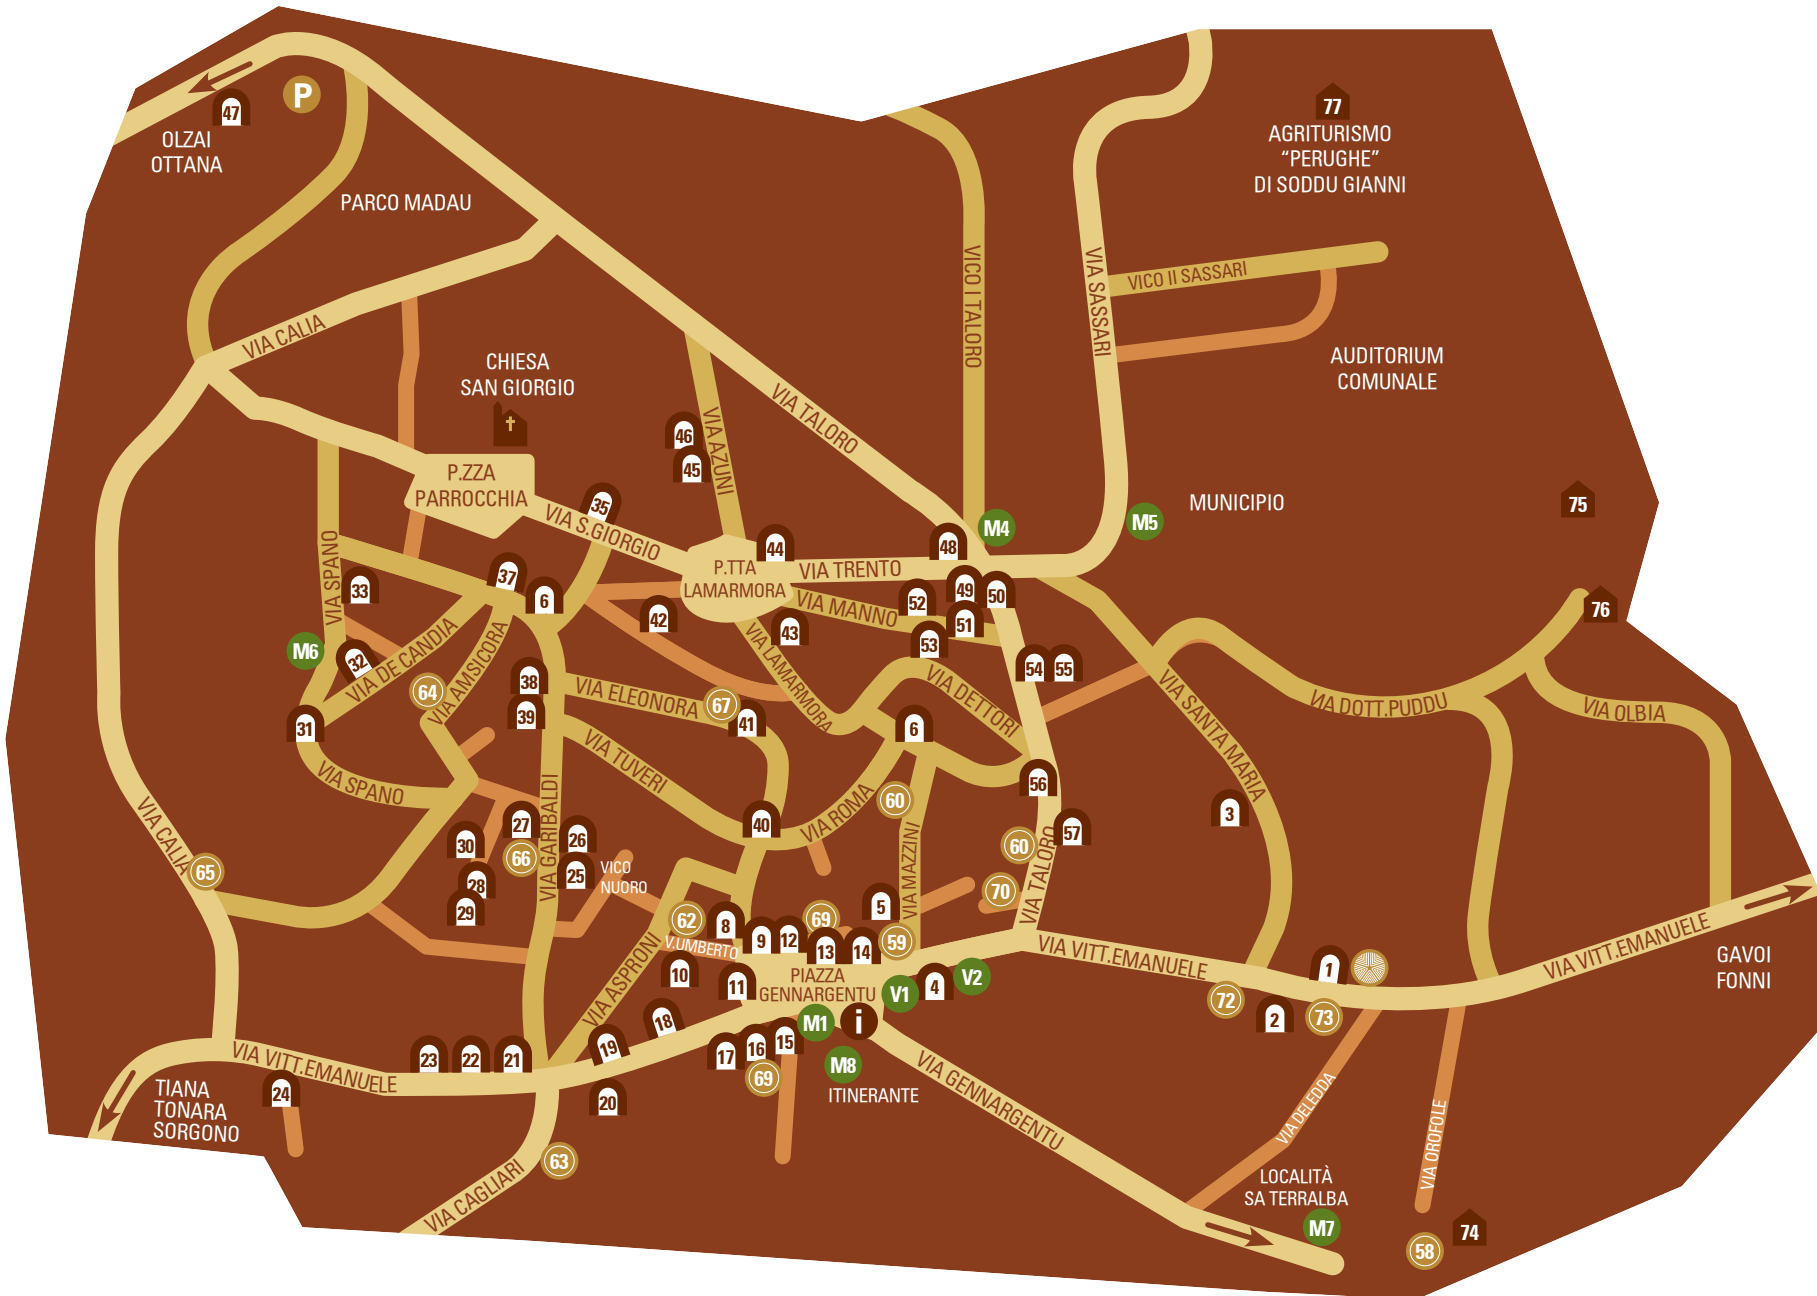 P
47
OLZAI
OTTANA
77
AGRITURISMO
“PERUGHE”
DI SODDU GIANNI
PARCO MADAU
VICO I TALORO
VIA SASSARI
VICO II SASSARI
VIA CALIA
CHIESA
SAN GIORGIO
AUDITORIUM
COMUNALE
VIA TALORO
VIA AZUNI
46
45
P.ZZA
PARROCCHIA
35
VIA S.GIORGIO
MUNICIPIO
75
M4
M5
44
48
P.TTA
LAMARMORA
VIA TRENTO
VIA SPANO
33
37
6
42
43
VIA MANNO
52
49
50
51
53
76
M6
32
VIA DE CANDIA
VIA AMSICORA
64
38
39
VIA ELEONORA
67
41
VIA LAMARMORA
VIA DETTORI
54
55
6
31
VIA SPANO
VIA TUVERI
VIA SANTA MARIA
VIA DOTT.PUDDU
VIA OLBIA
56
60
57
3
VIA CALIA
65
VIA GARIBALDI
27
66
26
25
30
28
29
VICO
NUORO
40
VIA ROMA
VIA MAZZINI
60
VIA TALORO
70
62
8
V.UMBERTO
9
12
69
13
14
5
59
10
11
PIAZZA
GENNARGENTU
V1
4
V2
VIA VITT.EMANUELE
1
72
2
73
VIA VITT.EMANUELE
GAVOI
FONNI
VIA ASPRONI
18
19
20
17
16
15
69
M1
i
M8
ITINERANTE
23
22
21
VIA VITT.EMANUELE
24
TIANA
TONARA
SORGONO
63
VIA CAGLIARI
VIA GENNARGENTU
VIA DELEDDA
VIA OROFOLE
LOCALITÀ
SA TERRALBA
M7
58
74